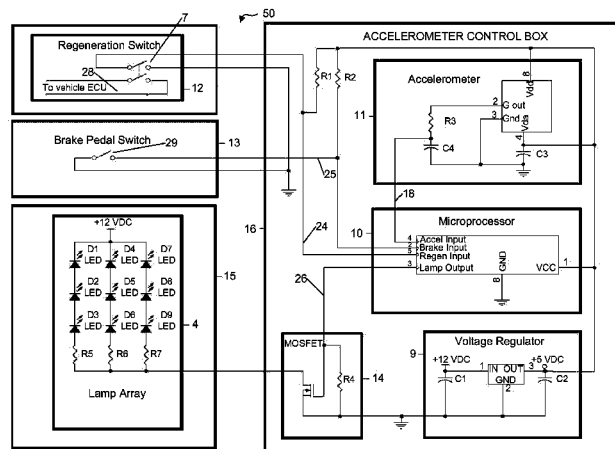 50
7
Regeneration Switch
28
To vehicle ECU
12
Brake Pedal Switch
29
13
25
+12 VDC
D1
LED
D4
LED
D7
LED
D2
LED
D5
LED
D8
LED
D3
LED
D6
LED
D9
LED
R5
R6
R7
Lamp Array
15
4
16
24
26
ACCELEROMETER CONTROL BOX
R1
R2
Accelerometer
11
8
Vdd
2
G out
3
Gnd
Vda
4
R3
C4
C3
18
10
Microprocessor
4
Accel Input
2
Brake Input
5
Regen Input
3
Lamp Output
GND
8
VCC
1
MOSFET
R4
14
Voltage Regulator
9
+12 VDC
1
IN OUT
3
+5 VDC
GND
2
C1
C2